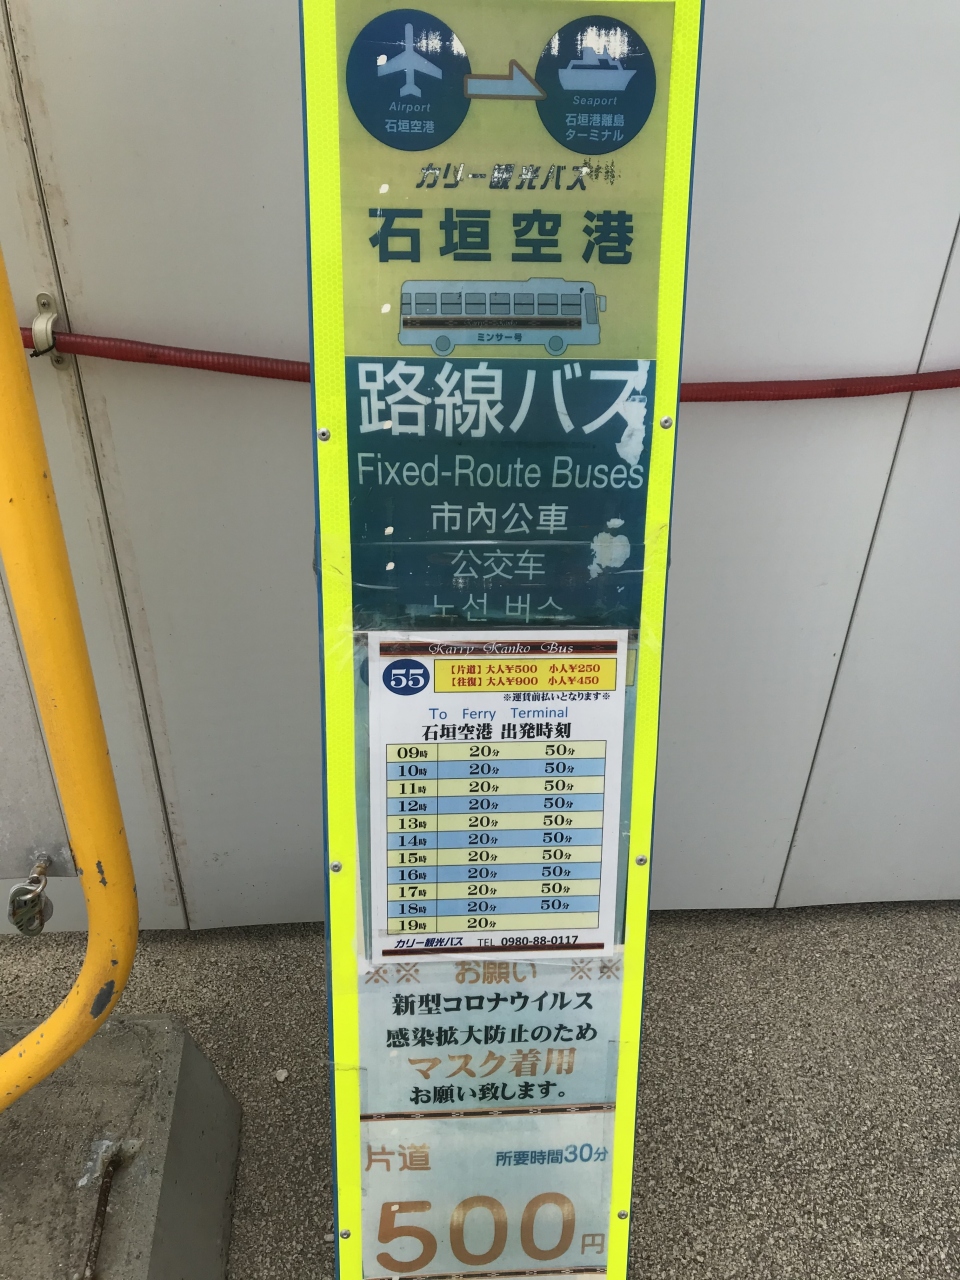 Airport
石垣空港
Seaport
石垣港離島
ターミナル
カリー観光バス
石垣空港
ミンサー号
路線バス
Fixed-Route Buses
市內公車
公交车
노선 버스
Karry Kanko Bus
55
【片道】大人¥500 小人¥250
【往復】大人¥900 小人¥450
※運賃前払いとなります※
To Ferry Terminal
石垣空港 出発時刻
09時 20分 50分
10時 20分 50分
11時 20分 50分
12時 20分 50分
13時 20分 50分
14時 20分 50分
15時 20分 50分
16時 20分 50分
17時 20分 50分
18時 20分 50分
19時 20分
カリー観光バス TEL 0980-88-0117
※※ お願い ※※
新型コロナウイルス
感染拡大防止のため
マスク着用
お願い致します。
片道 所要時間30分
500円